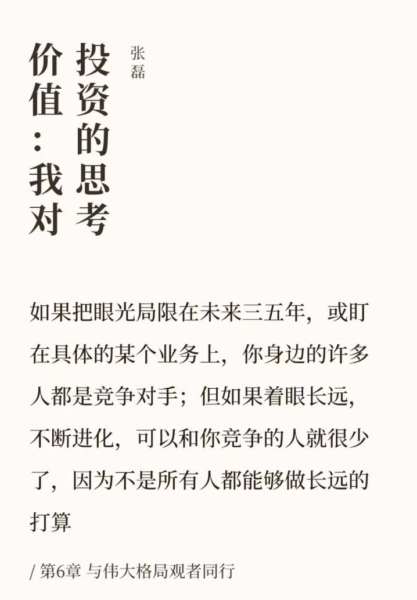 价值：我对
投资的思考
张磊
如果把眼光局限在未来三五年，或盯
在具体的某个业务上，你身边的许多
人都是竞争对手；但如果着眼长远，
不断进化，可以和你竞争的人就很少
了，因为不是所有人都能够做长远的
打算
/ 第6章 与伟大格局观者同行